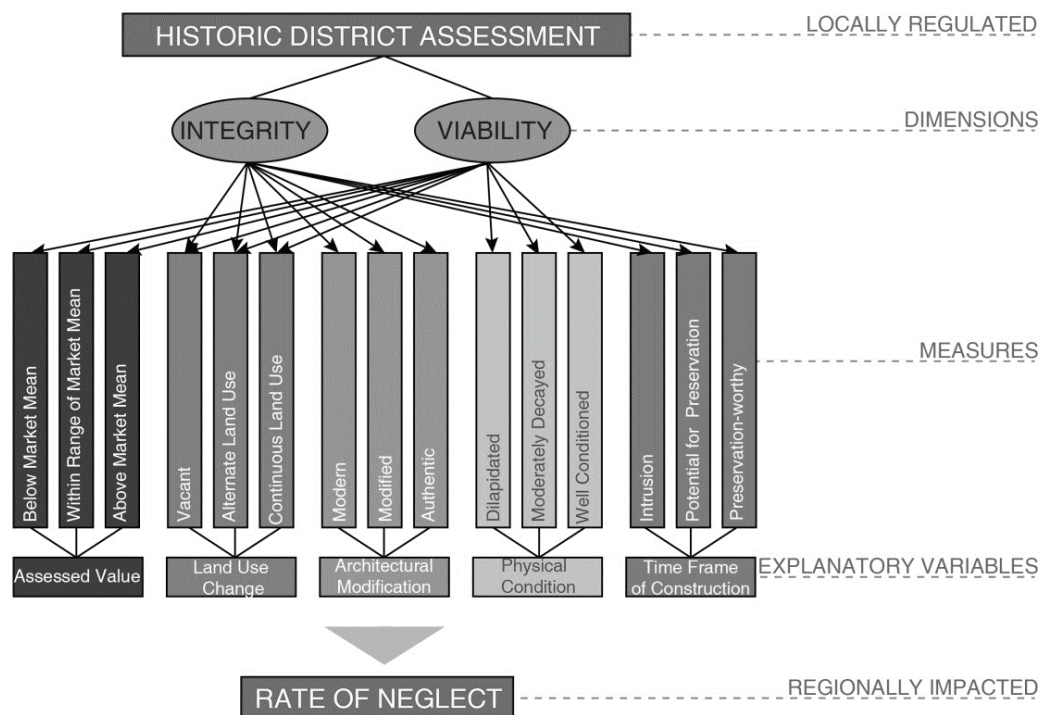 HISTORIC DISTRICT ASSESSMENT
LOCALLY REGULATED
INTEGRITY
VIABILITY
DIMENSIONS
Below Market Mean
Within Range of Market Mean
Above Market Mean
Vacant
Alternate Land Use
Continuous Land Use
Modern
Modified
Authentic
Dilapidated
Moderately Decayed
Well Conditioned
Intrusion
Potential for Preservation
Preservation-worthy
MEASURES
Assessed Value
Land Use
Change
Architectural
Modification
Physical
Condition
Time Frame
of Construction
EXPLANATORY VARIABLES
RATE OF NEGLECT
REGIONALLY IMPACTED